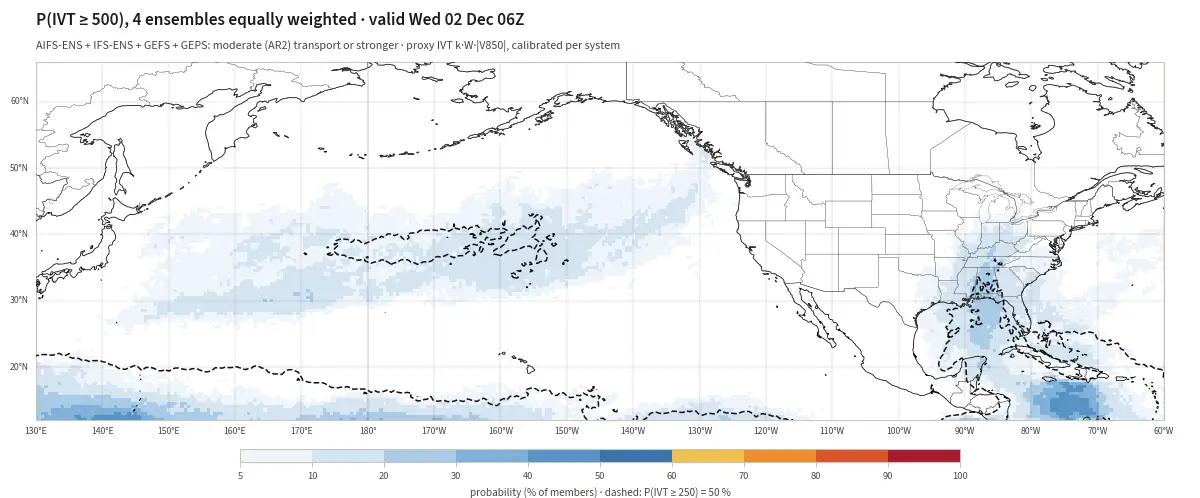 P(IVT ≥ 500), 4 ensembles equally weighted · valid Wed 02 Dec 06Z
AIFS-ENS + IFS-ENS + GEFS + GEPS: moderate (AR2) transport or stronger · proxy IVT k·W·|V850|, calibrated per system
60°N
50°N
40°N
30°N
20°N
130°E 140°E 150°E 160°E 170°E 180° 170°W 160°W 150°W 140°W 130°W 120°W 110°W 100°W 90°W 80°W 70°W 60°W
5 10 20 30 40 50 60 70 80 90 100
probability (% of members) · dashed: P(IVT ≥ 250) = 50 %